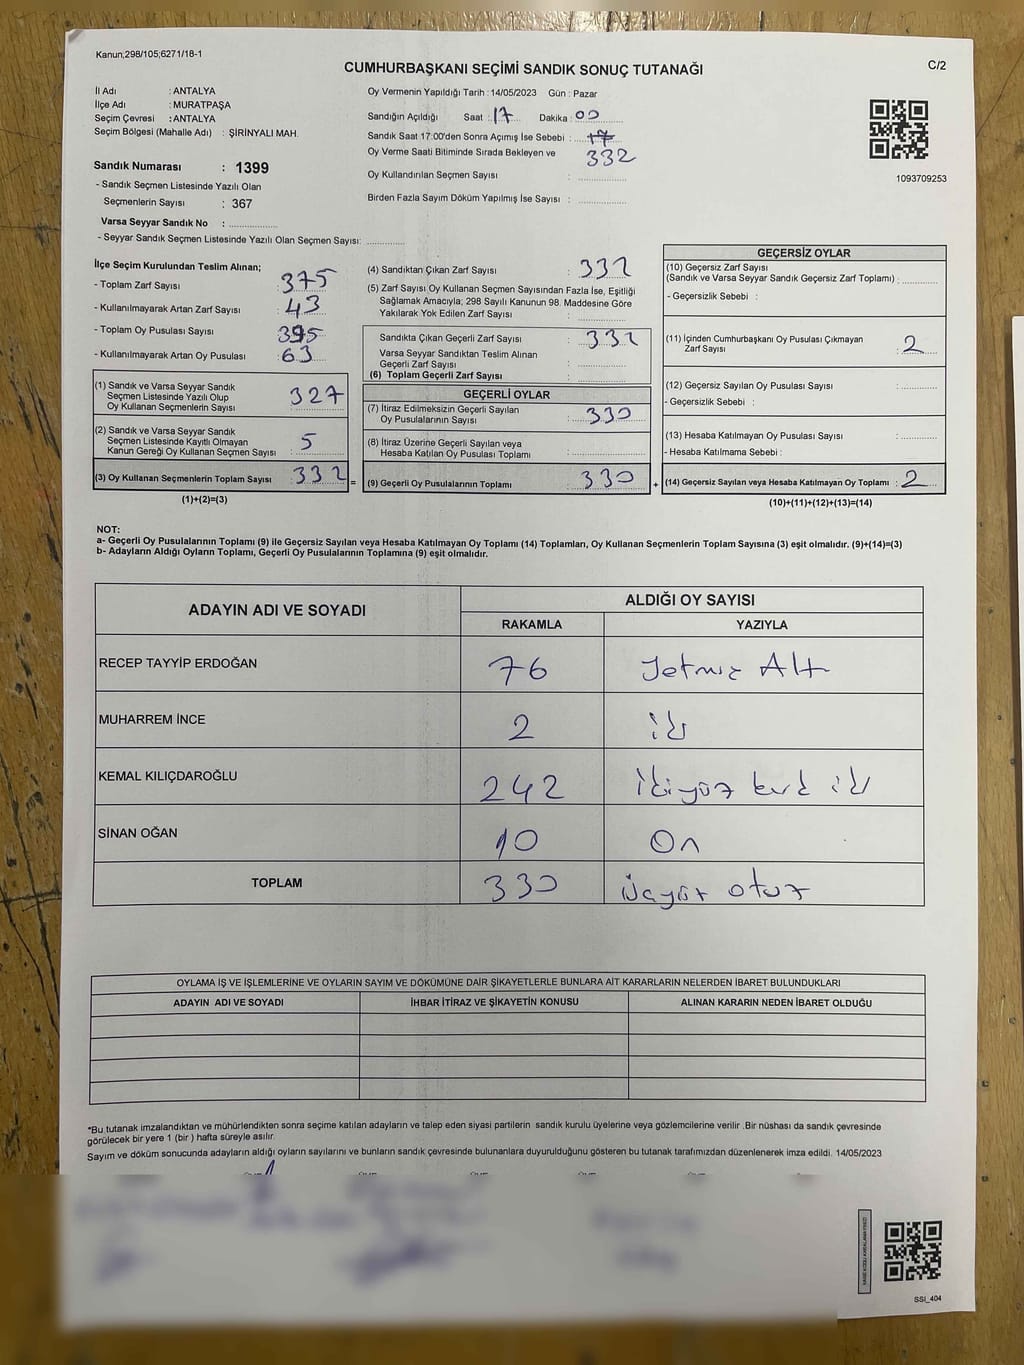 Kanun;298/105;6271/18-1
C/2
CUMHURBAŞKANI SEÇİMİ SANDIK SONUÇ TUTANAĞI
İl Adı : ANTALYA
İlçe Adı : MURATPAŞA
Seçim Çevresi : ANTALYA
Seçim Bölgesi (Mahalle Adı) : ŞİRİNYALI MAH.
Sandık Numarası : 1399
- Sandık Seçmen Listesinde Yazılı Olan
Seçmenlerin Sayısı : 367
Varsa Seyyar Sandık No :
- Seyyar Sandık Seçmen Listesinde Yazılı Olan Seçmen Sayısı:
Oy Vermenin Yapıldığı Tarih : 14/05/2023 Gün : Pazar
Sandığın Açıldığı Saat : 17 Dakika : 00
Sandık Saat 17:00'den Sonra Açımış İse Sebebi : 17
Oy Verme Saati Bitiminde Sırada Bekleyen ve 332
Oy Kullandırılan Seçmen Sayısı :
Birden Fazla Sayım Döküm Yapılmış İse Sayısı :
1093709253
İlçe Seçim Kurulundan Teslim Alınan;
- Toplam Zarf Sayısı : 375
- Kullanılmayarak Artan Zarf Sayısı : 43
- Toplam Oy Pusulası Sayısı : 395
- Kullanılmayarak Artan Oy Pusulası : 63
(1) Sandık ve Varsa Seyyar Sandık
Seçmen Listesinde Yazılı Olup
Oy Kullanan Seçmenlerin Sayısı : 327
(2) Sandık ve Varsa Seyyar Sandık
Seçmen Listesinde Kayıtlı Olmayan
Kanun Gereği Oy Kullanan Seçmen Sayısı : 5
(3) Oy Kullanan Seçmenlerin Toplam Sayısı : 332 =
(1)+(2)=(3)
(4) Sandıktan Çıkan Zarf Sayısı : 332
(5) Zarf Sayısı Oy Kullanan Seçmen Sayısından Fazla İse, Eşitliği
Sağlamak Amacıyla; 298 Sayılı Kanunun 98. Maddesine Göre
Yakılarak Yok Edilen Zarf Sayısı :
Sandıkta Çıkan Geçerli Zarf Sayısı : 332
Varsa Seyyar Sandıktan Teslim Alınan
Geçerli Zarf Sayısı :
(6) Toplam Geçerli Zarf Sayısı :
GEÇERLİ OYLAR
(7) İtiraz Edilmeksizin Geçerli Sayılan
Oy Pusulalarının Sayısı : 330
(8) İtiraz Üzerine Geçerli Sayılan veya
Hesaba Katılan Oy Pusulası Toplamı :
(9) Geçerli Oy Pusulalarının Toplamı : 330 +
GEÇERSİZ OYLAR
(10) Geçersiz Zarf Sayısı
(Sandık ve Varsa Seyyar Sandık Geçersiz Zarf Toplamı) :
- Geçersizlik Sebebi :
(11) İçinden Cumhurbaşkanı Oy Pusulası Çıkmayan
Zarf Sayısı : 2
(12) Geçersiz Sayılan Oy Pusulası Sayısı :
- Geçersizlik Sebebi :
(13) Hesaba Katılmayan Oy Pusulası Sayısı :
- Hesaba Katılmama Sebebi :
(14) Geçersiz Sayılan veya Hesaba Katılmayan Oy Toplamı : 2
(10)+(11)+(12)+(13)=(14)
NOT:
a- Geçerli Oy Pusulalarının Toplamı (9) ile Geçersiz Sayılan veya Hesaba Katılmayan Oy Toplamı (14) Toplamları, Oy Kullanan Seçmenlerin Toplam Sayısına (3) eşit olmalıdır. (9)+(14)=(3)
b- Adayların Aldığı Oyların Toplamı, Geçerli Oy Pusulalarının Toplamına (9) eşit olmalıdır.
ADAYIN ADI VE SOYADI ALDIĞI OY SAYISI
RAKAMLA YAZIYLA
RECEP TAYYİP ERDOĞAN 76 Yetmiş Altı
MUHARREM İNCE 2 iki
KEMAL KILIÇDAROĞLU 242 İkiyüz kırk iki
SİNAN OĞAN 10 On
TOPLAM 330 Üçyüz otuz
OYLAMA İŞ VE İŞLEMLERİNE VE OYLARIN SAYIM VE DÖKÜMÜNE DAİR ŞİKAYETLERLE BUNLARA AİT KARARLARIN NELERDEN İBARET BULUNDUKLARI
ADAYIN ADI VE SOYADI İHBAR İTİRAZ VE ŞİKAYETİN KONUSU ALINAN KARARIN NEDEN İBARET OLDUĞU
*Bu tutanak imzalandıktan ve mühürlendikten sonra seçime katılan adayların ve talep eden siyasi partilerin sandık kurulu üyelerine veya gözlemcilerine verilir .Bir nüshası da sandık çevresinde
görülecek bir yere 1 (bir ) hafta süreyle asılır.
Sayım ve döküm sonucunda adayların aldığı oyların sayılarını ve bunların sandık çevresinde bulunanlara duyurulduğunu gösteren bu tutanak tarafımızdan düzenlenerek imza edildi. 14/05/2023
SSİ_404